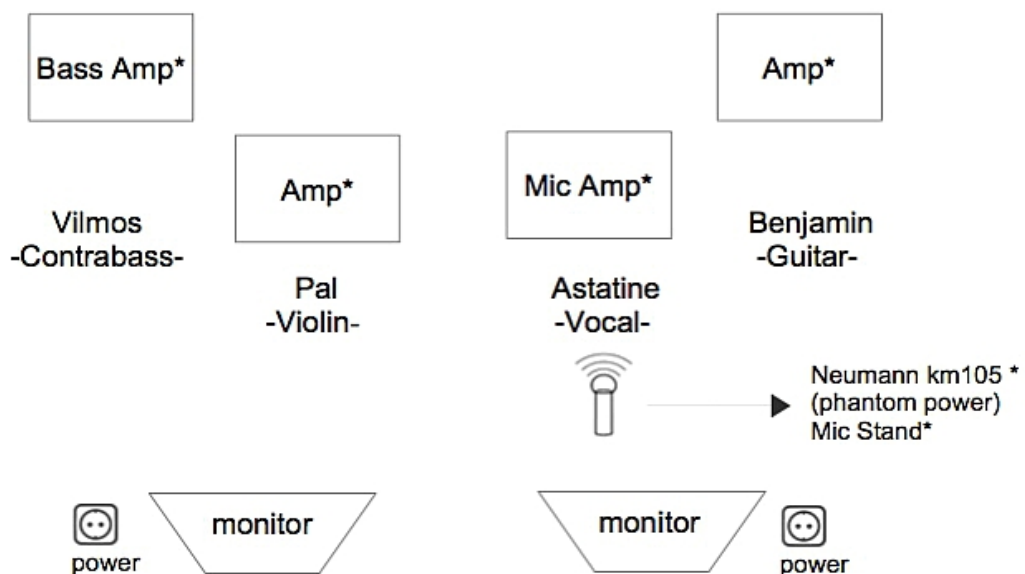 Bass Amp*
Amp*
Amp*
Mic Amp*
Vilmos
-Contrabass-
Benjamin
-Guitar-
Pal
-Violin-
Astatine
-Vocal-
Neumann km105 *
(phantom power)
Mic Stand*
monitor
monitor
power
power